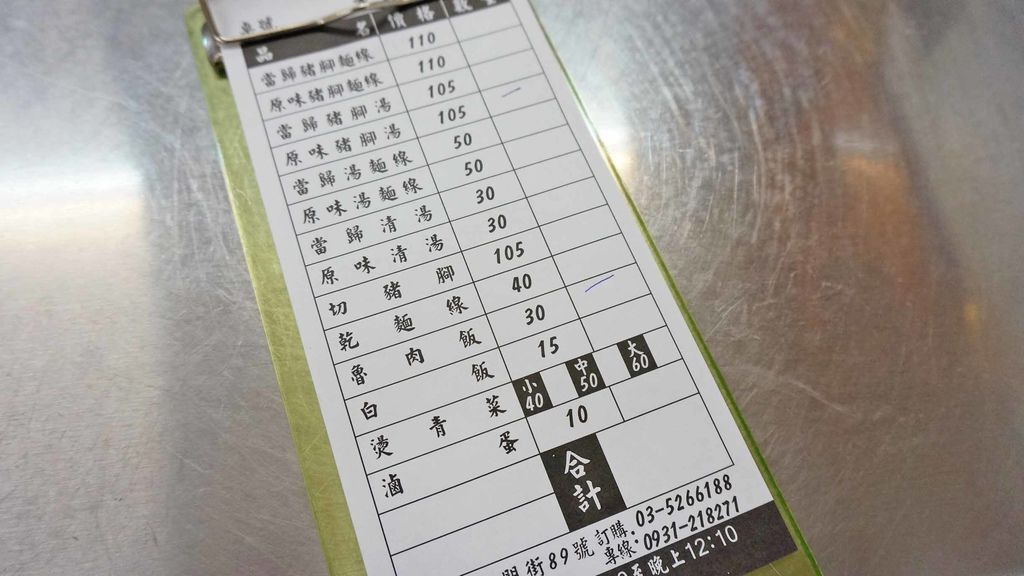 桌號
品名 價格 數量
當歸豬腳麵線 110
原味豬腳麵線 110
當歸豬腳湯 105
原味豬腳湯 105
當歸湯麵線 50
原味湯麵線 50
當歸清湯 30
原味清湯 30
切豬腳 105
乾麵線 40
魯肉飯 30
白飯 15
燙青菜 小40 中50 大60
滷蛋 10
合計
街89號 訂購專線: 03-5266188
0931-218271
至晚上12:10